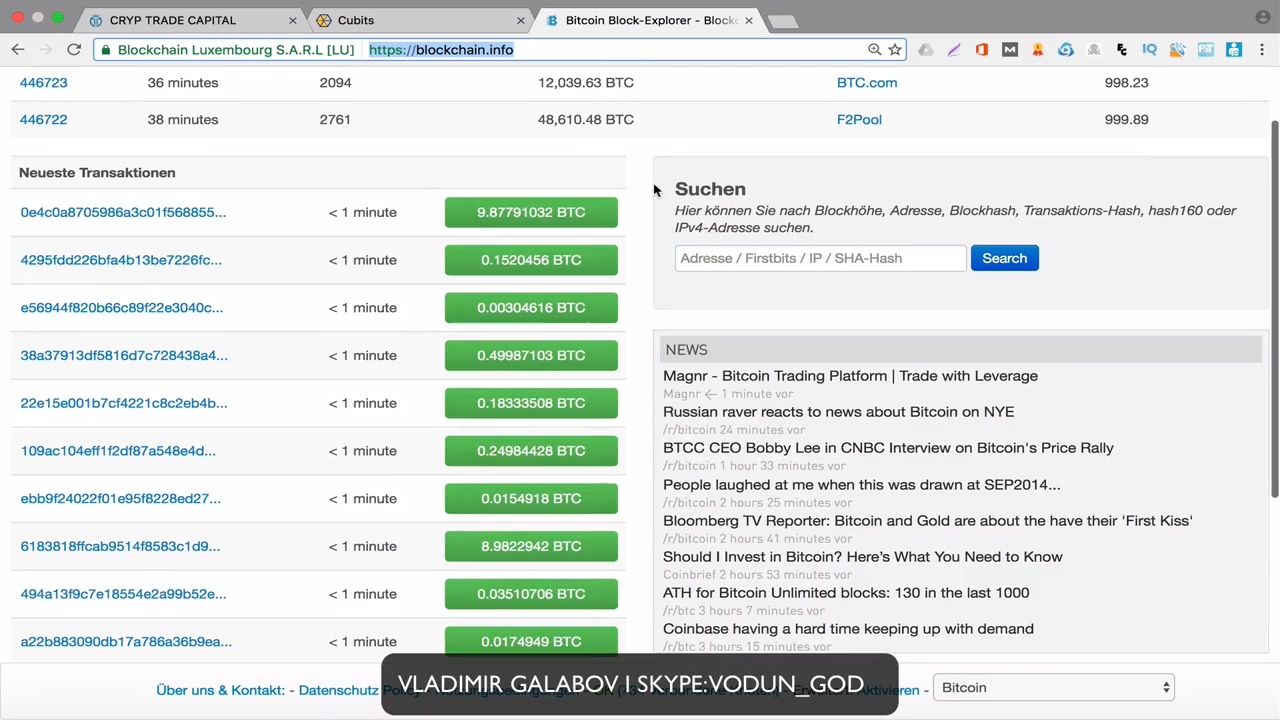 CRYP TRADE CAPITAL
Cubits
Bitcoin Block-Explorer - Blockc
Blockchain Luxembourg S.A.R.L [LU]
https://blockchain.info
446723 36 minutes 2094 12,039.63 BTC BTC.com 998.23
446722 38 minutes 2761 48,610.48 BTC F2Pool 999.89
Neueste Transaktionen
0e4c0a8705986a3c01f568855... < 1 minute 9.87791032 BTC
4295fdd226bfa4b13be7226fc... < 1 minute 0.1520456 BTC
e56944f820b66c89f22e3040c... < 1 minute 0.00304616 BTC
38a37913df5816d7c728438a4... < 1 minute 0.49987103 BTC
22e15e001b7cf4221c8c2eb4b... < 1 minute 0.18333508 BTC
109ac104eff1f2df87a548e4d... < 1 minute 0.24984428 BTC
ebb9f24022f01e95f8228ed27... < 1 minute 0.0154918 BTC
6183818ffcab9514f8583c1d9... < 1 minute 8.9822942 BTC
494a13f9c7e18554e2a99b52e... < 1 minute 0.03510706 BTC
a22b883090db17a786a36b9ea... < 1 minute 0.0174949 BTC
Suchen
Hier können Sie nach Blockhöhe, Adresse, Blockhash, Transaktions-Hash, hash160 oder
IPv4-Adresse suchen.
Adresse / Firstbits / IP / SHA-Hash
Search
NEWS
Magnr - Bitcoin Trading Platform | Trade with Leverage
Magnr ← 1 minute vor
Russian raver reacts to news about Bitcoin on NYE
/r/bitcoin 24 minutes vor
BTCC CEO Bobby Lee in CNBC Interview on Bitcoin's Price Rally
/r/bitcoin 1 hour 33 minutes vor
People laughed at me when this was drawn at SEP2014...
/r/bitcoin 2 hours 25 minutes vor
Bloomberg TV Reporter: Bitcoin and Gold are about the have their 'First Kiss'
/r/bitcoin 2 hours 41 minutes vor
Should I Invest in Bitcoin? Here's What You Need to Know
Coinbrief 2 hours 53 minutes vor
ATH for Bitcoin Unlimited blocks: 130 in the last 1000
/r/btc 3 hours 7 minutes vor
Coinbase having a hard time keeping up with demand
/r/btc 3 hours 15 minutes vor
Über uns & Kontakt: - Datenschutz
Aktivieren -
Bitcoin
VLADIMIR GALABOV | SKYPE:VODUN_GOD